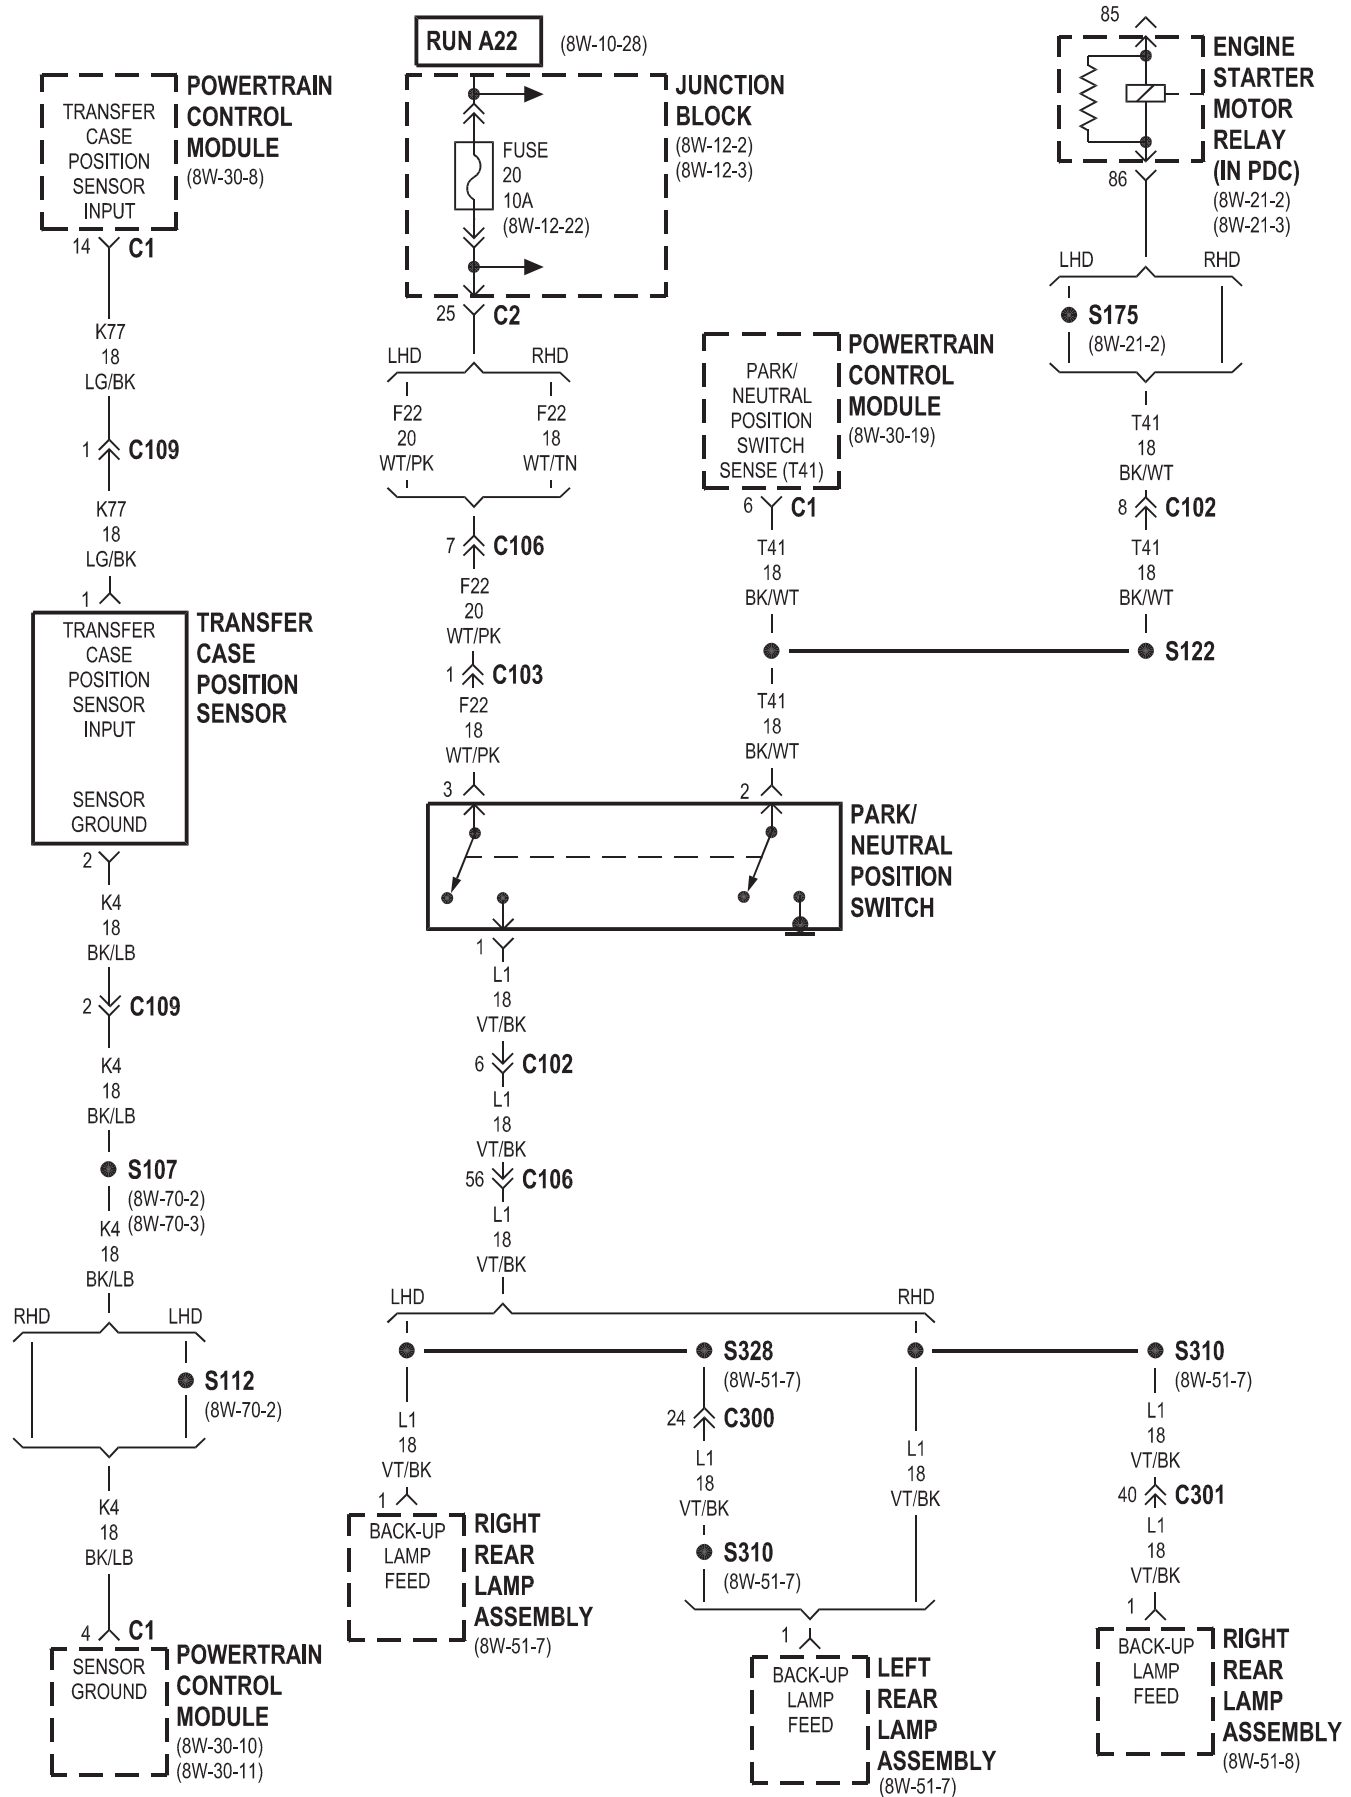 POWERTRAIN
CONTROL
MODULE
(8W-30-8)
TRANSFER
CASE
POSITION
SENSOR
INPUT
14
C1
K77
18
LG/BK
1
C109
K77
18
LG/BK
1
TRANSFER
CASE
POSITION
SENSOR
INPUT
SENSOR
GROUND
TRANSFER
CASE
POSITION
SENSOR
2
K4
18
BK/LB
2
C109
K4
18
BK/LB
S107
(8W-70-2)
(8W-70-3)
K4
18
BK/LB
RHD
LHD
S112
(8W-70-2)
K4
18
BK/LB
4
C1
SENSOR
GROUND
POWERTRAIN
CONTROL
MODULE
(8W-30-10)
(8W-30-11)
RUN A22
(8W-10-28)
JUNCTION
BLOCK
(8W-12-2)
(8W-12-3)
FUSE
20
10A
(8W-12-22)
25
C2
LHD
RHD
F22
20
WT/PK
F22
18
WT/TN
7
C106
F22
20
WT/PK
1
C103
F22
18
WT/PK
3
POWERTRAIN
CONTROL
MODULE
(8W-30-19)
PARK/
NEUTRAL
POSITION
SWITCH
SENSE (T41)
6
C1
T41
18
BK/WT
T41
18
BK/WT
2
85
ENGINE
STARTER
MOTOR
RELAY
(IN PDC)
(8W-21-2)
(8W-21-3)
86
LHD
RHD
S175
(8W-21-2)
T41
18
BK/WT
8
C102
T41
18
BK/WT
S122
PARK/
NEUTRAL
POSITION
SWITCH
1
L1
18
VT/BK
6
C102
L1
18
VT/BK
56
C106
L1
18
VT/BK
LHD
RHD
S328
(8W-51-7)
S310
(8W-51-7)
L1
18
VT/BK
1
BACK-UP
LAMP
FEED
RIGHT
REAR
LAMP
ASSEMBLY
(8W-51-7)
24
C300
L1
18
VT/BK
S310
(8W-51-7)
L1
18
VT/BK
1
BACK-UP
LAMP
FEED
LEFT
REAR
LAMP
ASSEMBLY
(8W-51-7)
L1
18
VT/BK
40
C301
L1
18
VT/BK
1
BACK-UP
LAMP
FEED
RIGHT
REAR
LAMP
ASSEMBLY
(8W-51-8)